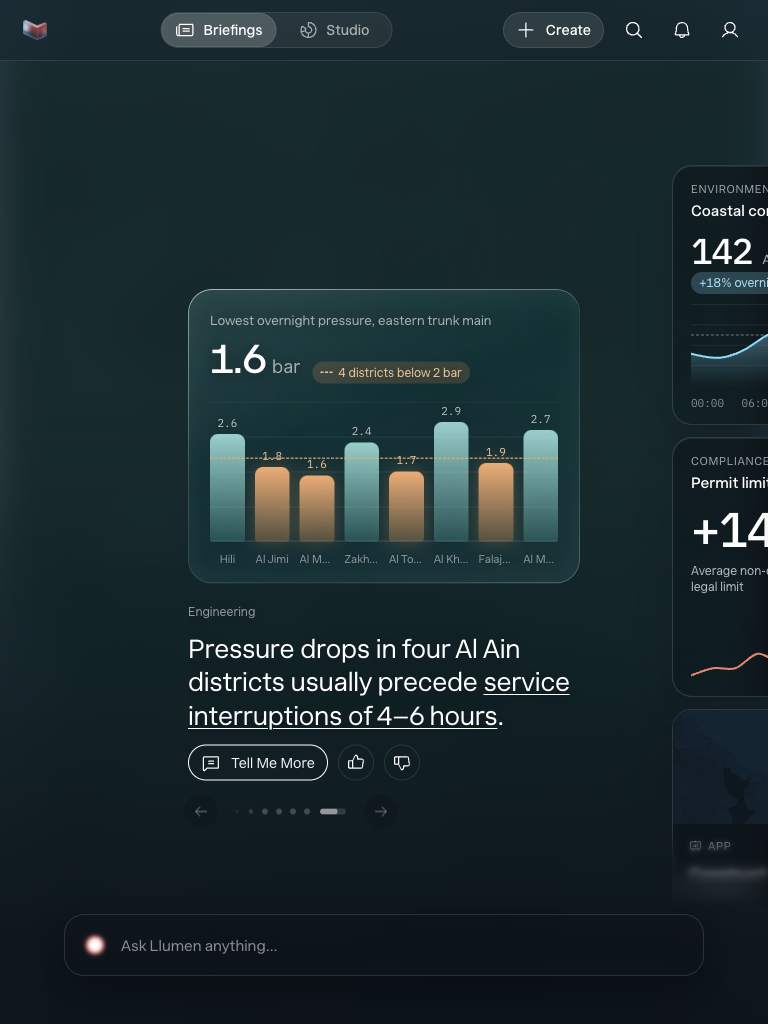 Briefings
Studio
Create
Lowest overnight pressure, eastern trunk main
1.6 bar
4 districts below 2 bar
2.6 1.8 1.6 2.4 1.7 2.9 1.9 2.7
Hili Al Jimi Al M... Zakh... Al To... Al Kh... Falaj... Al M...
Engineering
Pressure drops in four Al Ain
districts usually precede service
interruptions of 4–6 hours.
Tell Me More
ENVIRONMEN
Coastal co
142
+18% overni
00:00 06:0
COMPLIANCE
Permit limi
+14
Average non-
legal limit
APP
Ask Llumen anything...